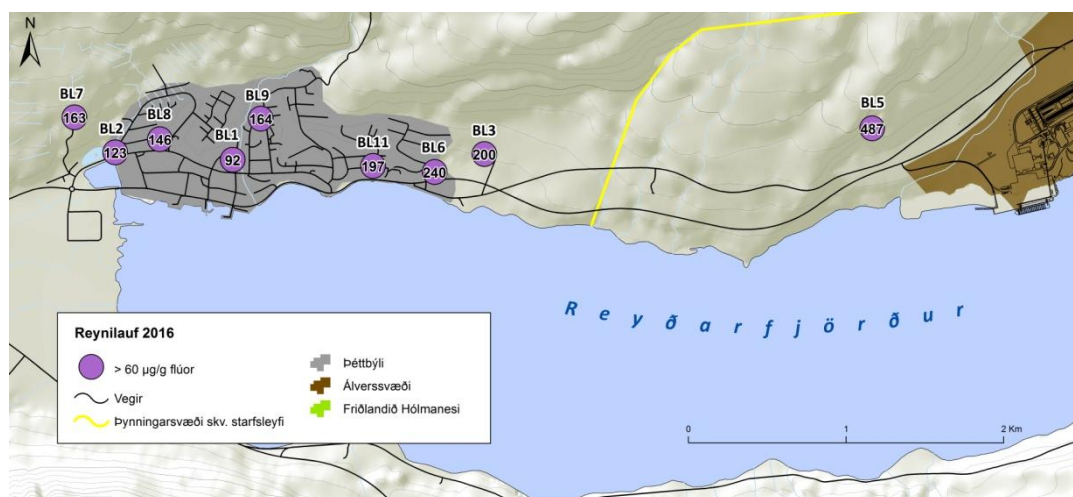 N
BL7
163
BL2
123
BL8
146
BL1
92
BL9
164
BL11
197
BL6
240
BL3
200
BL5
487
Reyðarfjörður
Reynilauf 2016
> 60 µg/g flúor
Vegir
Þynningarsvæði skv. starfsleyfi
Þéttbýli
Álverssvæði
Friðlandið Hólmanesi
0 1 2 Km